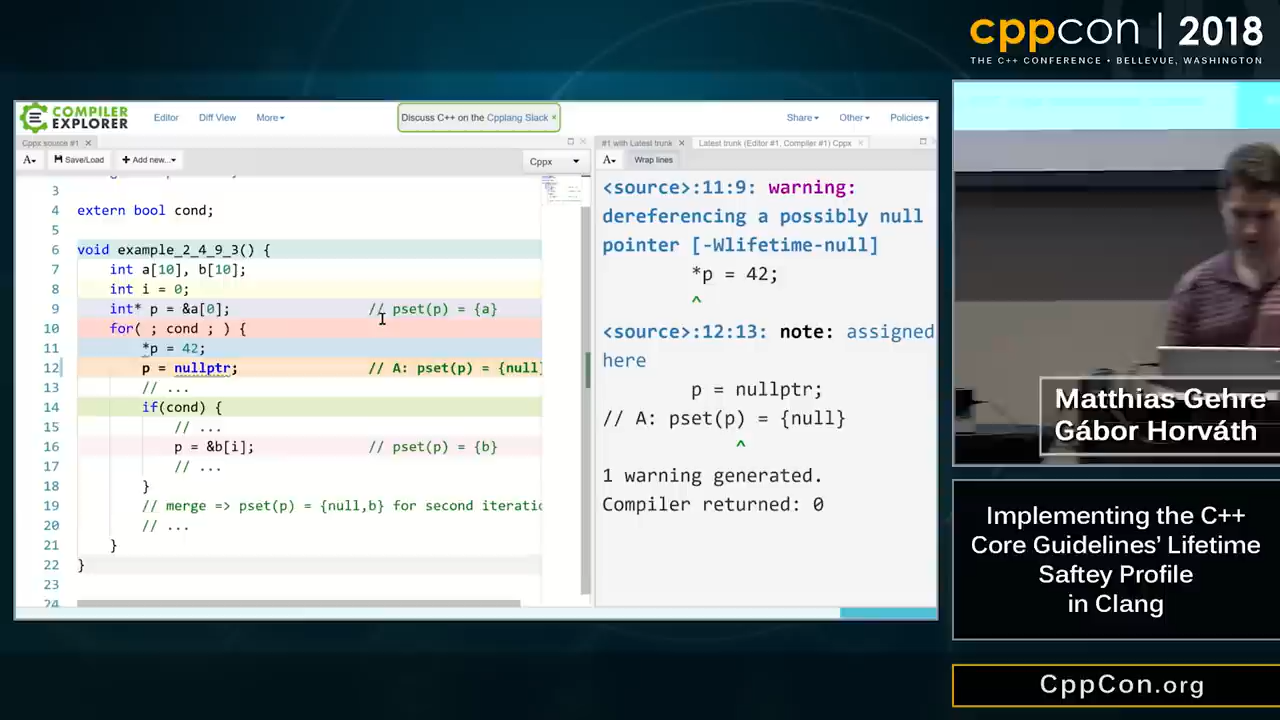 cppcon | 2018
THE C++ CONFERENCE • BELLEVUE, WASHINGTON
COMPILER
EXPLORER
Editor
Diff View
More
Discuss C++ on the Cpplang Slack ×
Share
Other
Policies
Cppx source #1 ×
A
Save/Load
+ Add new...
Cppx
3
4 extern bool cond;
5
6 void example_2_4_9_3() {
7 int a[10], b[10];
8 int i = 0;
9 int* p = &a[0]; // pset(p) = {a}
10 for( ; cond ; ) {
11 *p = 42;
12 p = nullptr; // A: pset(p) = {null}
13 // ...
14 if(cond) {
15 // ...
16 p = &b[i]; // pset(p) = {b}
17 // ...
18 }
19 // merge => pset(p) = {null,b} for second iteratio
20 // ...
21 }
22 }
23
24
#1 with Latest trunk ×
Latest trunk (Editor #1, Compiler #1) Cppx ×
A
Wrap lines
<source>:11:9: warning:
dereferencing a possibly null
pointer [-Wlifetime-null]
*p = 42;
^
<source>:12:13: note: assigned
here
p = nullptr;
// A: pset(p) = {null}
^
1 warning generated.
Compiler returned: 0
Matthias Gehre
Gábor Horváth
Implementing the C++
Core Guidelines' Lifetime
Saftey Profile
in Clang
CppCon.org